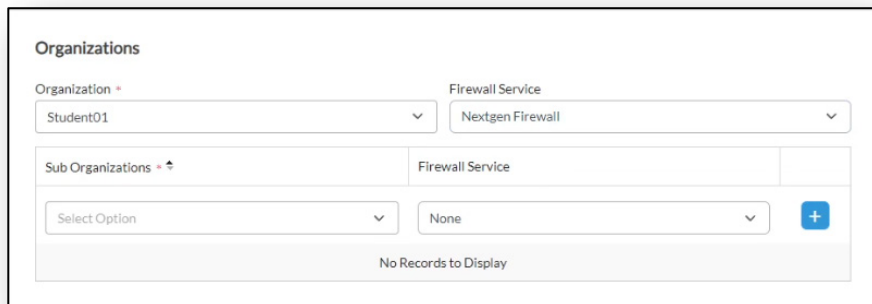 Organizations
Organization * Firewall Service
Student01 Nextgen Firewall
Sub Organizations * Firewall Service
Select Option None +
No Records to Display